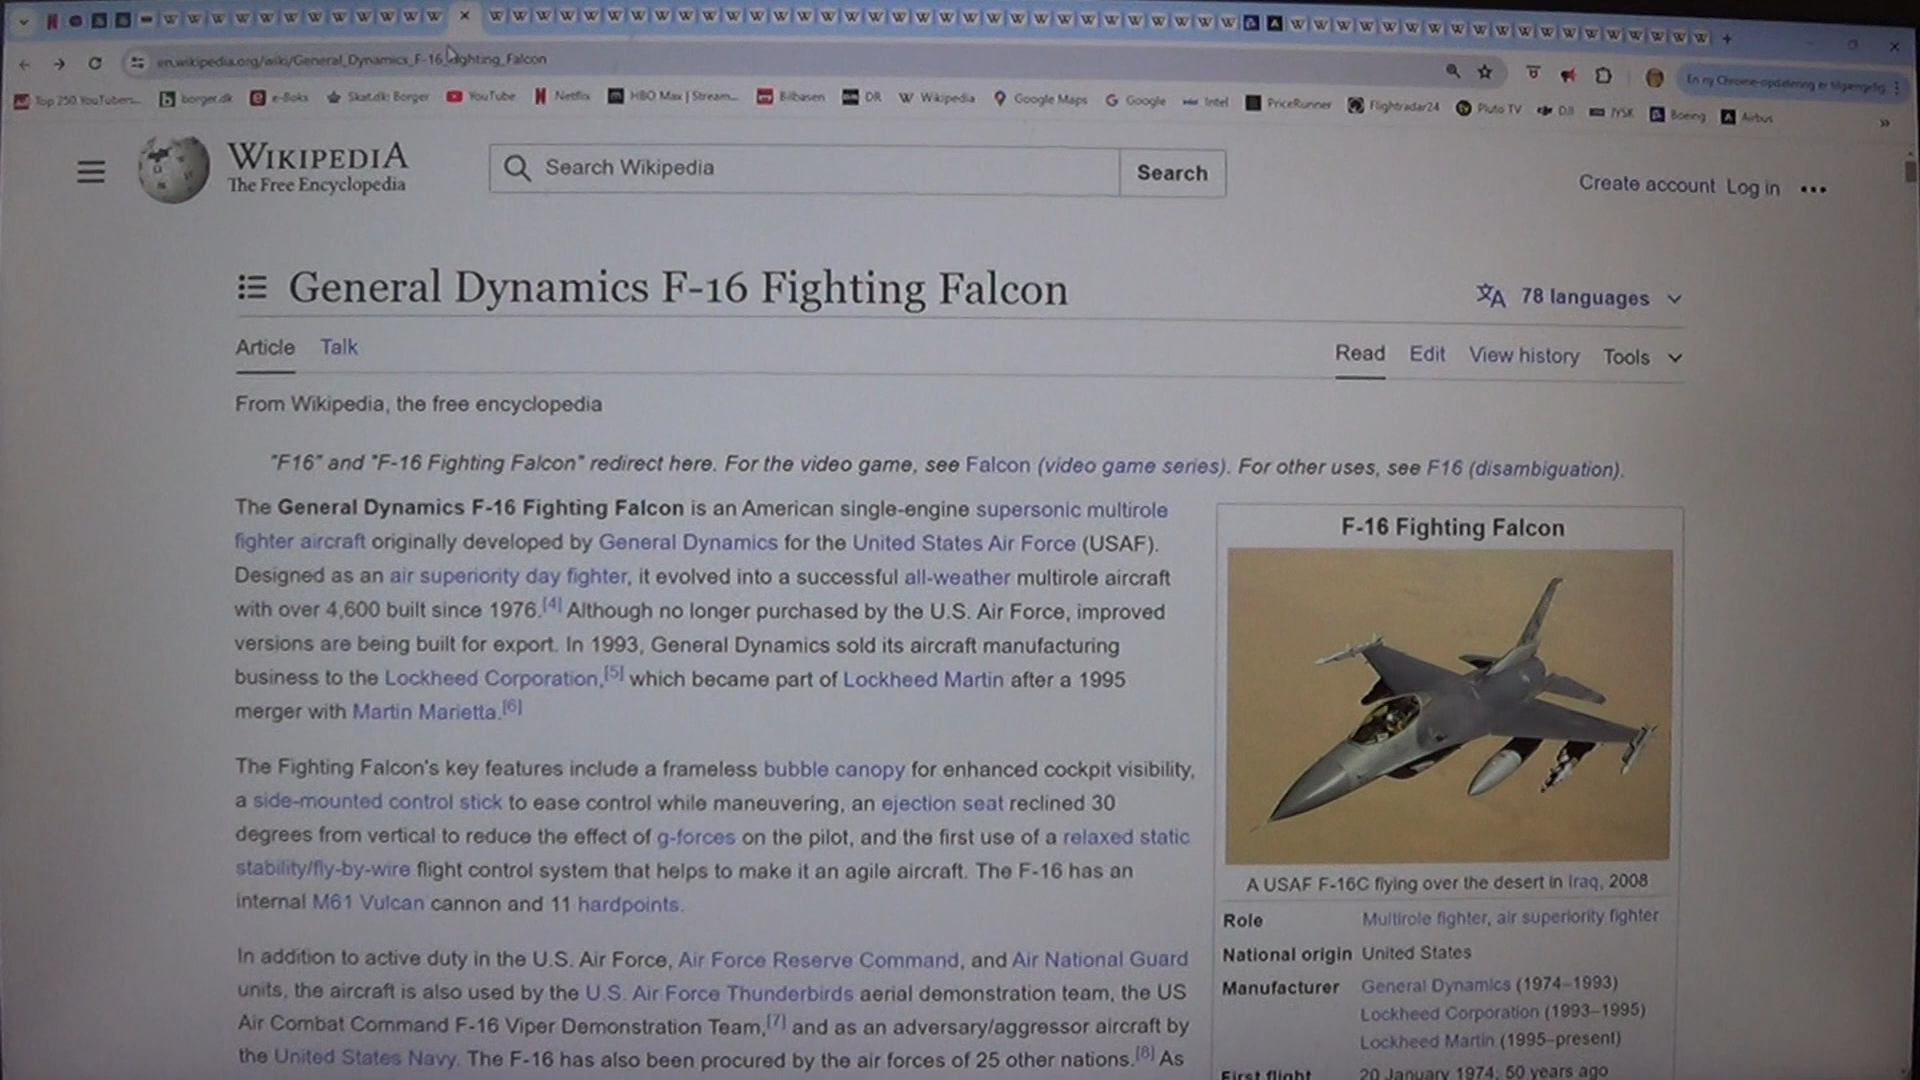 en.wikipedia.org/wiki/General_Dynamics_F-16_Fighting_Falcon
En ny Chrome-opdatering er tilgængelig
Top 250 YouTubers...
borger.dk
e-Boks
Skat.dk: Borger
YouTube
Netflix
HBO Max | Stream...
Bilbasen
DR
Wikipedia
Google Maps
Google
Intel
PriceRunner
Flightradar24
Pluto TV
DJI
JYSK
Boeing
Airbus
WIKIPEDIA
The Free Encyclopedia
Search Wikipedia
Search
Create account Log in
General Dynamics F-16 Fighting Falcon
78 languages
Article Talk
Read Edit View history Tools
From Wikipedia, the free encyclopedia
"F16" and "F-16 Fighting Falcon" redirect here. For the video game, see Falcon (video game series). For other uses, see F16 (disambiguation).
The General Dynamics F-16 Fighting Falcon is an American single-engine supersonic multirole
fighter aircraft originally developed by General Dynamics for the United States Air Force (USAF).
Designed as an air superiority day fighter, it evolved into a successful all-weather multirole aircraft
with over 4,600 built since 1976.[4] Although no longer purchased by the U.S. Air Force, improved
versions are being built for export. In 1993, General Dynamics sold its aircraft manufacturing
business to the Lockheed Corporation,[5] which became part of Lockheed Martin after a 1995
merger with Martin Marietta.[6]
The Fighting Falcon's key features include a frameless bubble canopy for enhanced cockpit visibility,
a side-mounted control stick to ease control while maneuvering, an ejection seat reclined 30
degrees from vertical to reduce the effect of g-forces on the pilot, and the first use of a relaxed static
stability/fly-by-wire flight control system that helps to make it an agile aircraft. The F-16 has an
internal M61 Vulcan cannon and 11 hardpoints.
In addition to active duty in the U.S. Air Force, Air Force Reserve Command, and Air National Guard
units, the aircraft is also used by the U.S. Air Force Thunderbirds aerial demonstration team, the US
Air Combat Command F-16 Viper Demonstration Team,[7] and as an adversary/aggressor aircraft by
the United States Navy. The F-16 has also been procured by the air forces of 25 other nations.[8] As
F-16 Fighting Falcon
A USAF F-16C flying over the desert in Iraq, 2008
Role Multirole fighter, air superiority fighter
National origin United States
Manufacturer General Dynamics (1974–1993)
Lockheed Corporation (1993–1995)
Lockheed Martin (1995–present)
First flight 20 January 1974; 50 years ago